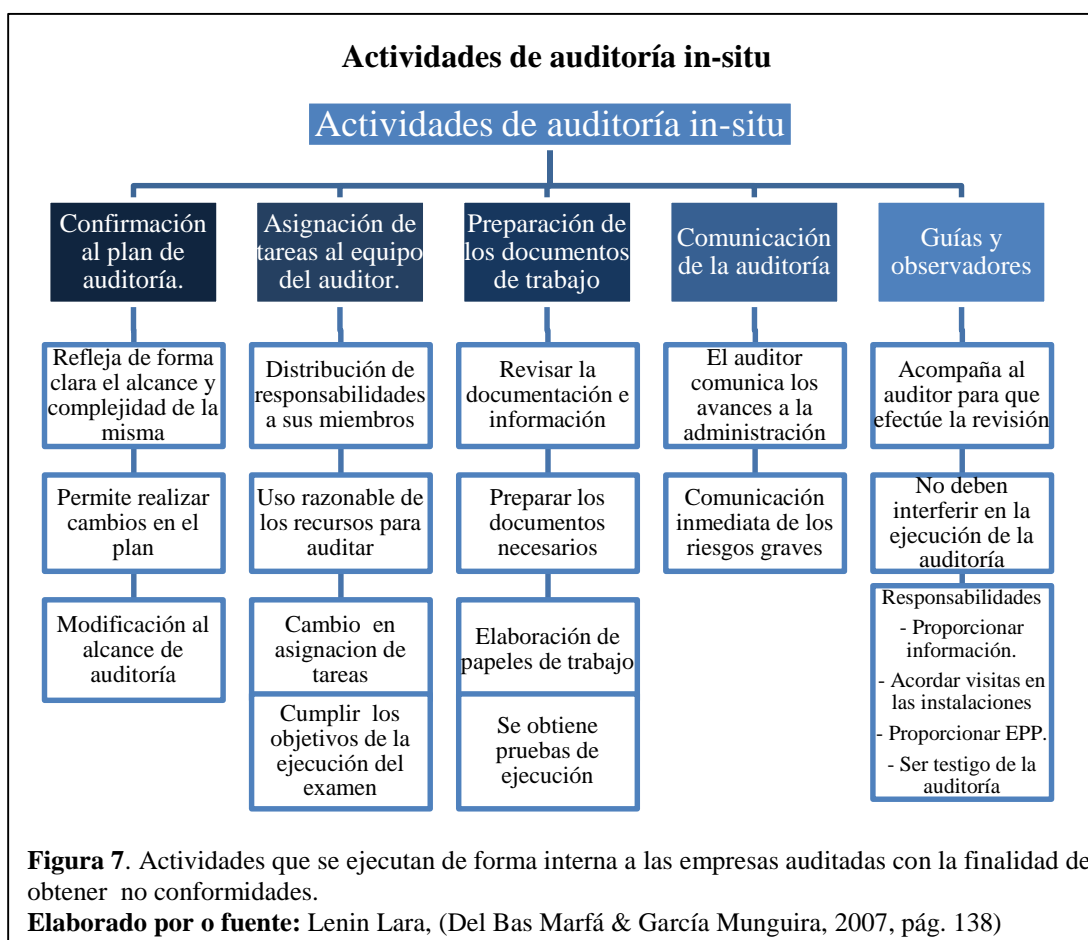 Actividades de auditoría in-situ
Actividades de auditoría in-situ
Confirmación
al plan de
auditoría.
Refleja de forma
clara el alcance y
complejidad de la
misma
Permite realizar
cambios en el
plan
Modificación al
alcance de
auditoría
Asignación de
tareas al equipo
del auditor.
Distribución de
responsabilidades
a sus miembros
Uso razonable de
los recursos para
auditar
Cambio en
asignacion de
tareas
Cumplir los
objetivos de la
ejecución del
examen
Preparación de
los documentos
de trabajo
Revisar la
documentación e
información
Preparar los
documentos
necesarios
Elaboración de
papeles de trabajo
Se obtiene
pruebas de
ejecución
Comunicación
de la auditoría
El auditor
comunica los
avances a la
administración
Comunicación
inmediata de los
riesgos graves
Guías y
observadores
Acompaña al
auditor para que
efectúe la revisión
No deben
interferir en la
ejecución de la
auditoría
Responsabilidades
- Proporcionar
información.
- Acordar visitas en
las instalaciones
- Proporcionar EPP.
- Ser testigo de la
auditoría
Figura 7. Actividades que se ejecutan de forma interna a las empresas auditadas con la finalidad de
obtener no conformidades.
Elaborado por o fuente: Lenin Lara, (Del Bas Marfá & García Munguira, 2007, pág. 138)